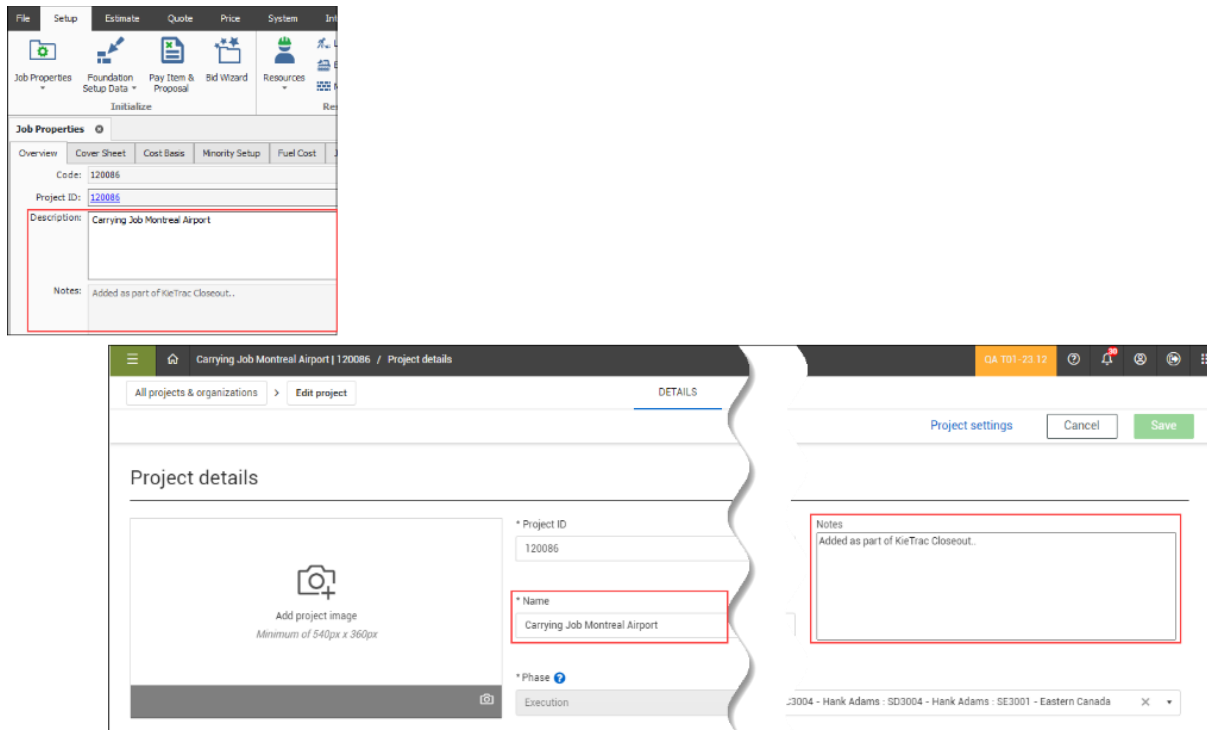 File Setup Estimate Quote Price System Int
Job Properties
Foundation Setup Data
Pay Item & Proposal
Bid Wizard
Resources
Initialize
Job Properties
Overview Cover Sheet Cost Basis Minority Setup Fuel Cost
Code: 120086
Project ID: 120086
Description: Carrying Job Montreal Airport
Notes: Added as part of KieTrac Closeout..
Carrying Job Montreal Airport | 120086 / Project details
QA T01-23.12
30
All projects & organizations > Edit project
DETAILS
Project settings Cancel Save
Project details
* Project ID
120086
Add project image
Minimum of 540px x 360px
* Name
Carrying Job Montreal Airport
* Phase
Execution
Notes
Added as part of KieTrac Closeout..
3004 - Hank Adams : SD3004 - Hank Adams : SE3001 - Eastern Canada